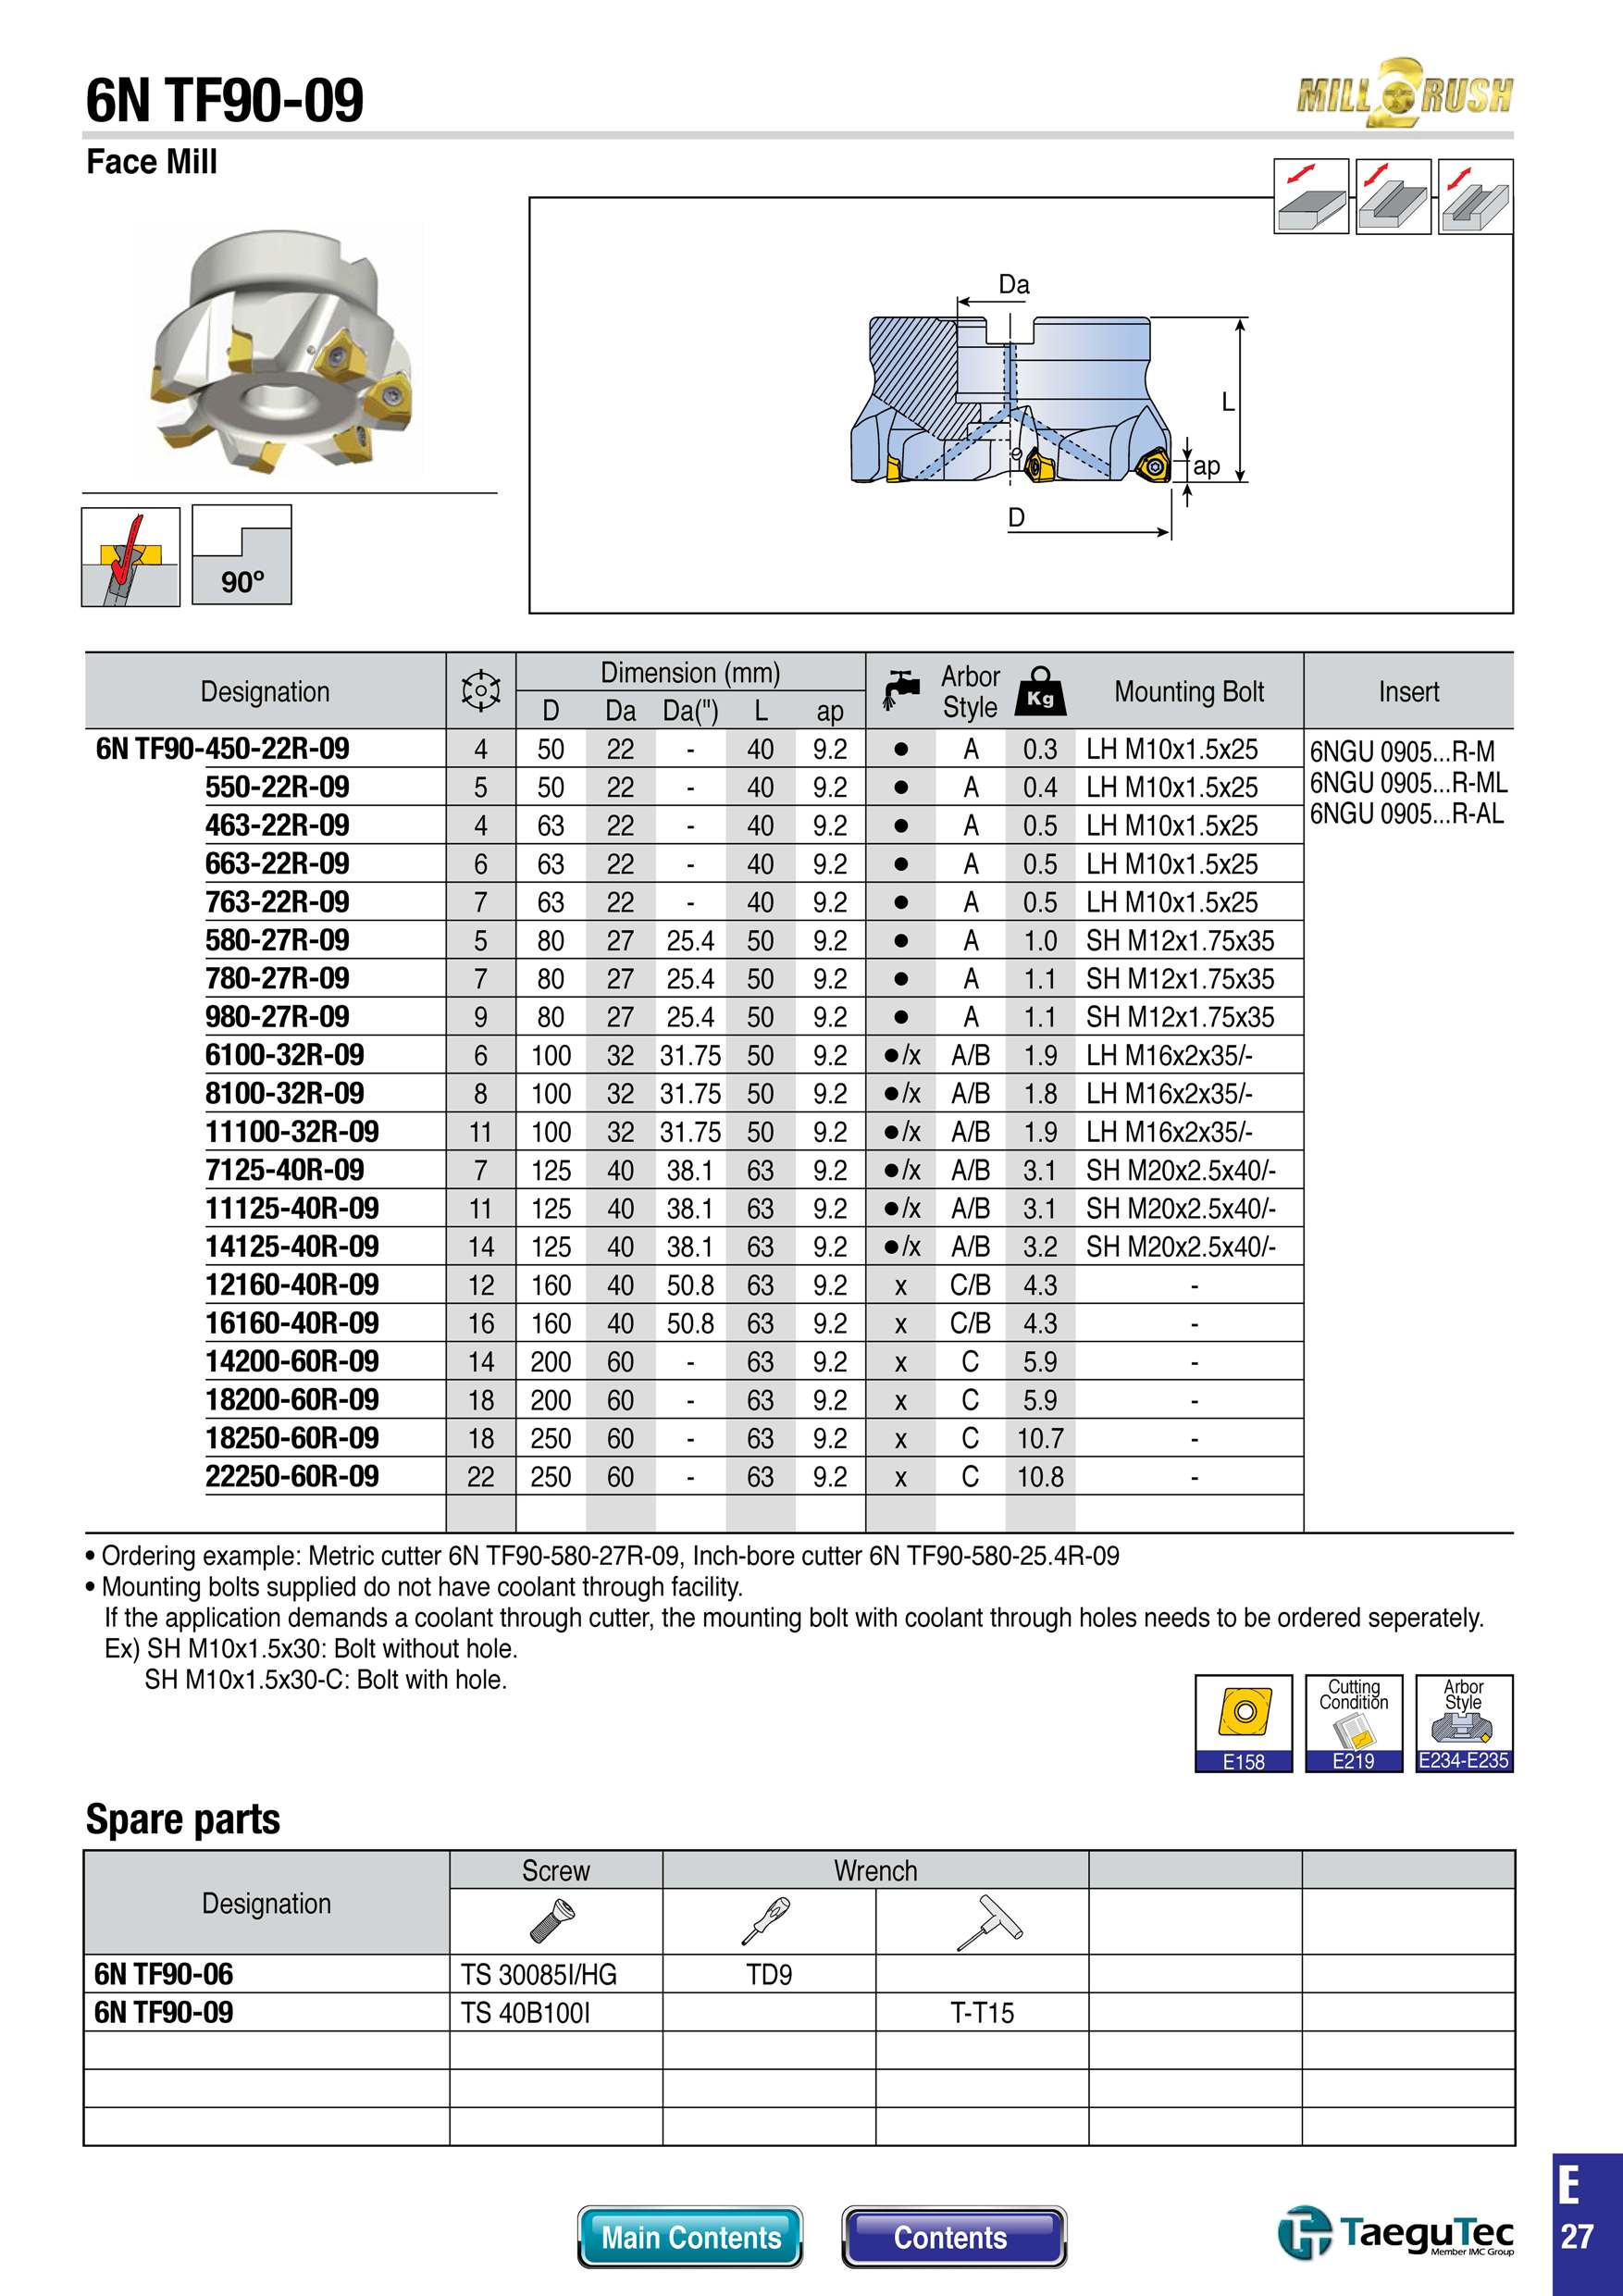 6N TF90-09
MILL 2 RUSH
Face Mill
Da
L
ap
D
90º
Designation Dimension (mm) Arbor Style Kg Mounting Bolt Insert
D Da Da(") L ap
6N TF90-450-22R-09 4 50 22 - 40 9.2 ● A 0.3 LH M10x1.5x25 6NGU 0905...R-M
550-22R-09 5 50 22 - 40 9.2 ● A 0.4 LH M10x1.5x25 6NGU 0905...R-ML
463-22R-09 4 63 22 - 40 9.2 ● A 0.5 LH M10x1.5x25 6NGU 0905...R-AL
663-22R-09 6 63 22 - 40 9.2 ● A 0.5 LH M10x1.5x25
763-22R-09 7 63 22 - 40 9.2 ● A 0.5 LH M10x1.5x25
580-27R-09 5 80 27 25.4 50 9.2 ● A 1.0 SH M12x1.75x35
780-27R-09 7 80 27 25.4 50 9.2 ● A 1.1 SH M12x1.75x35
980-27R-09 9 80 27 25.4 50 9.2 ● A 1.1 SH M12x1.75x35
6100-32R-09 6 100 32 31.75 50 9.2 ●/x A/B 1.9 LH M16x2x35/-
8100-32R-09 8 100 32 31.75 50 9.2 ●/x A/B 1.8 LH M16x2x35/-
11100-32R-09 11 100 32 31.75 50 9.2 ●/x A/B 1.9 LH M16x2x35/-
7125-40R-09 7 125 40 38.1 63 9.2 ●/x A/B 3.1 SH M20x2.5x40/-
11125-40R-09 11 125 40 38.1 63 9.2 ●/x A/B 3.1 SH M20x2.5x40/-
14125-40R-09 14 125 40 38.1 63 9.2 ●/x A/B 3.2 SH M20x2.5x40/-
12160-40R-09 12 160 40 50.8 63 9.2 x C/B 4.3 -
16160-40R-09 16 160 40 50.8 63 9.2 x C/B 4.3 -
14200-60R-09 14 200 60 - 63 9.2 x C 5.9 -
18200-60R-09 18 200 60 - 63 9.2 x C 5.9 -
18250-60R-09 18 250 60 - 63 9.2 x C 10.7 -
22250-60R-09 22 250 60 - 63 9.2 x C 10.8 -
• Ordering example: Metric cutter 6N TF90-580-27R-09, Inch-bore cutter 6N TF90-580-25.4R-09
• Mounting bolts supplied do not have coolant through facility.
If the application demands a coolant through cutter, the mounting bolt with coolant through holes needs to be ordered seperately.
Ex) SH M10x1.5x30: Bolt without hole.
SH M10x1.5x30-C: Bolt with hole.
E158
Cutting Condition
E219
Arbor Style
E234-E235
Spare parts
Designation Screw Wrench
6N TF90-06 TS 30085I/HG TD9
6N TF90-09 TS 40B100I T-T15
Main Contents
Contents
TaeguTec
Member IMC Group
E
27